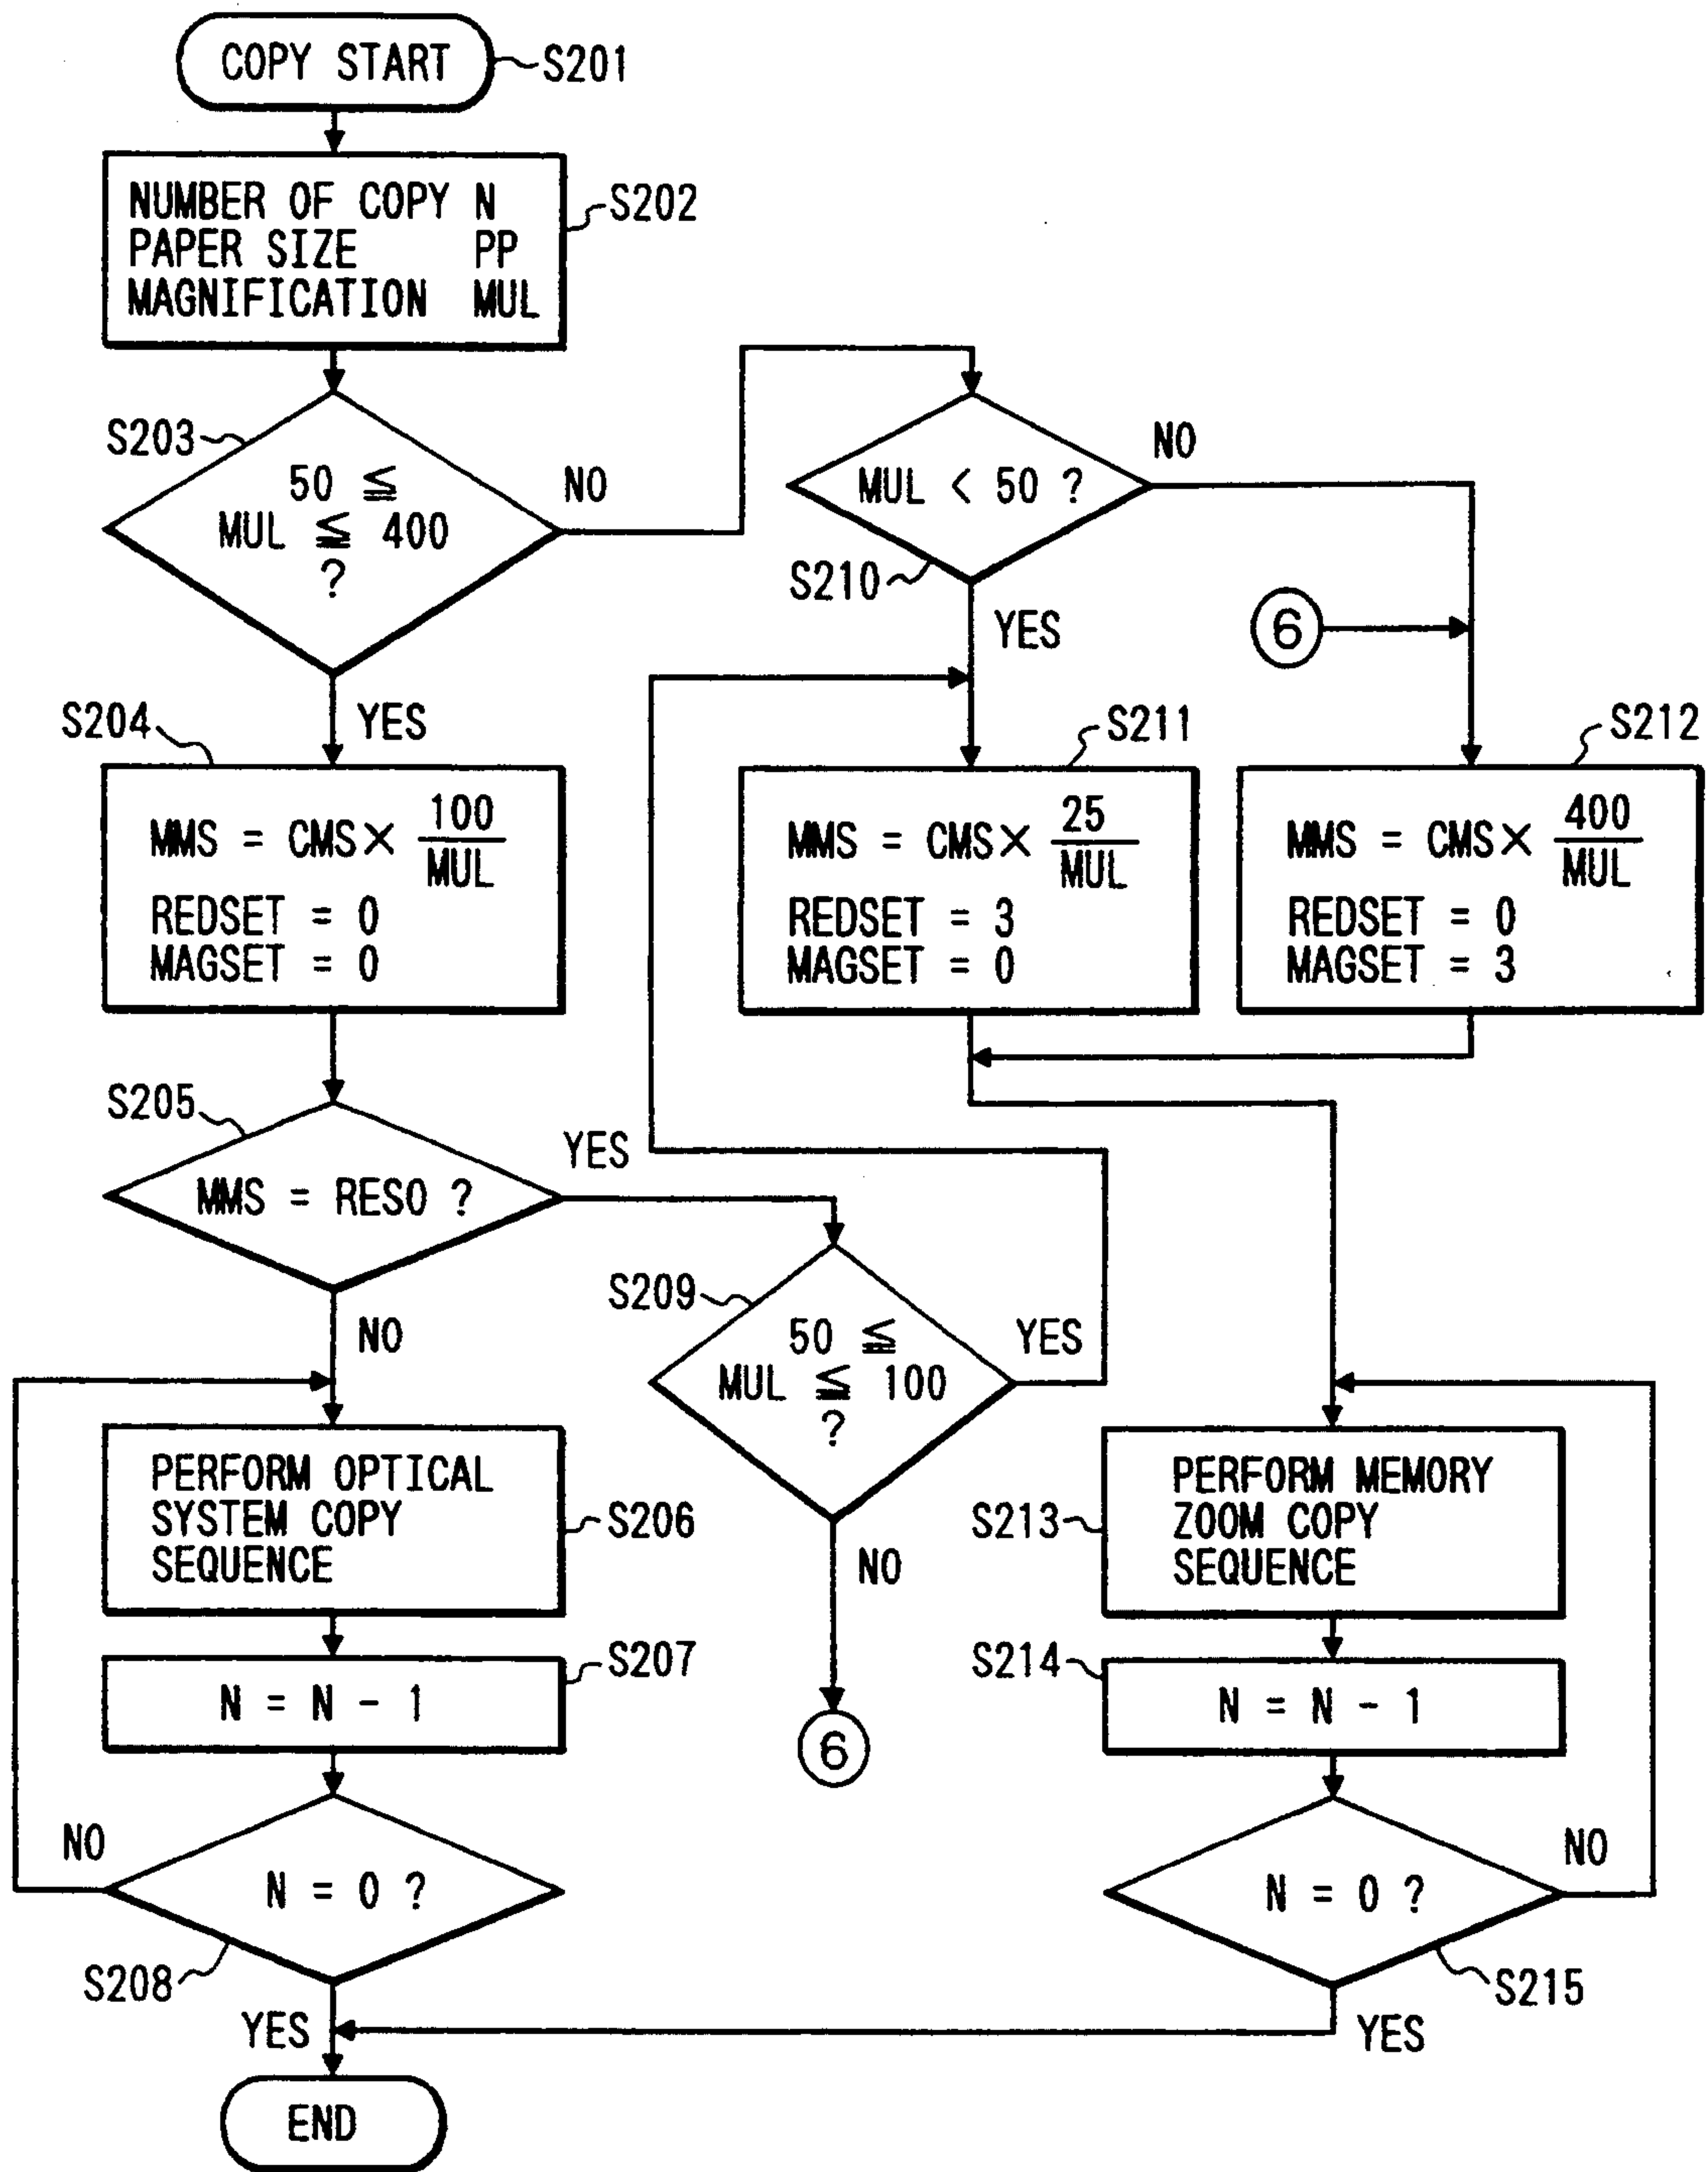 COPY START
S201
NUMBER OF COPY N
PAPER SIZE PP
MAGNIFICATION MUL
S202
S203
50 ≦
MUL ≦ 400
?
NO
YES
MUL < 50 ?
NO
S210
YES
6
S204
MMS = CMS× 100/MUL
REDSET = 0
MAGSET = 0
S211
MMS = CMS× 25/MUL
REDSET = 3
MAGSET = 0
S212
MMS = CMS× 400/MUL
REDSET = 0
MAGSET = 3
S205
MMS = RESO ?
YES
NO
S209
50 ≦
MUL ≦ 100
?
YES
NO
6
PERFORM OPTICAL
SYSTEM COPY
SEQUENCE
S206
N = N - 1
S207
N = 0 ?
NO
S208
YES
S213
PERFORM MEMORY
ZOOM COPY
SEQUENCE
S214
N = N - 1
N = 0 ?
NO
S215
YES
END